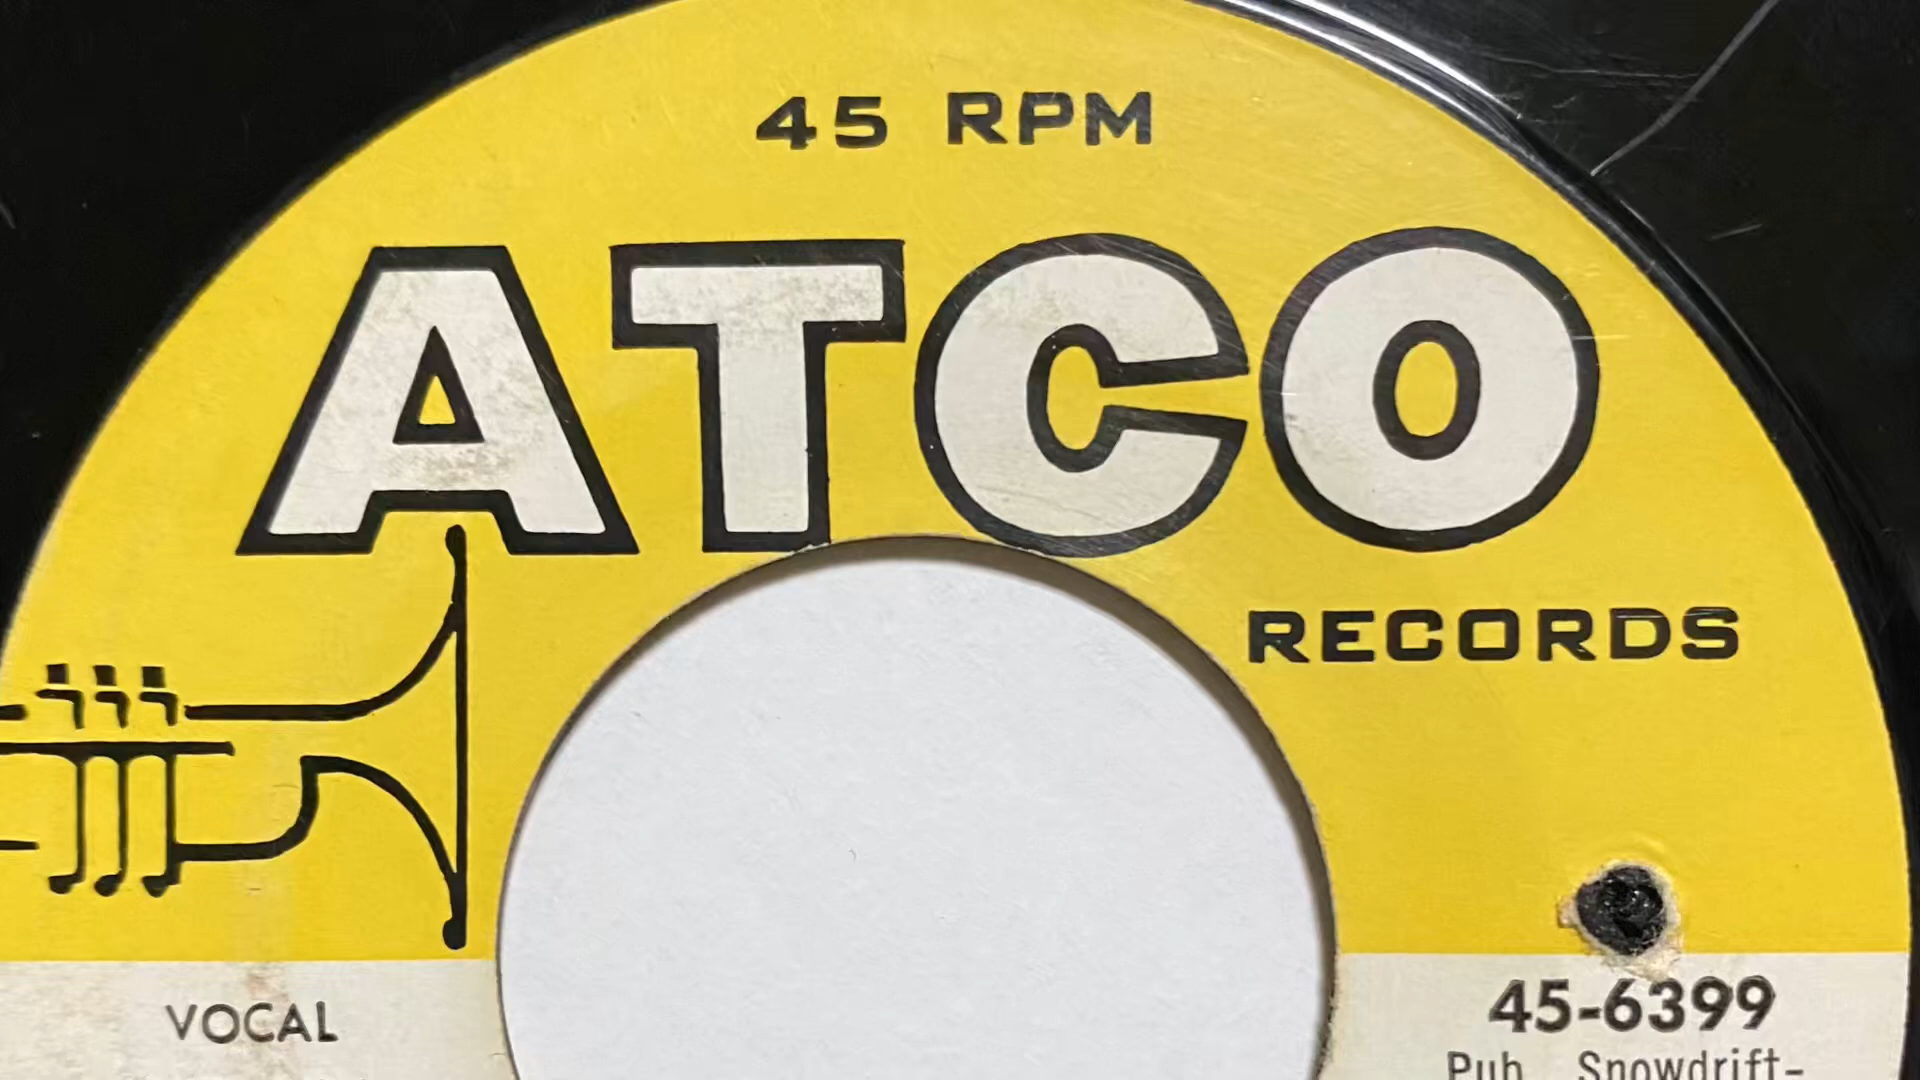 45 RPM
ATCO
RECORDS
VOCAL
45-6399
Pub. Snowdrift-